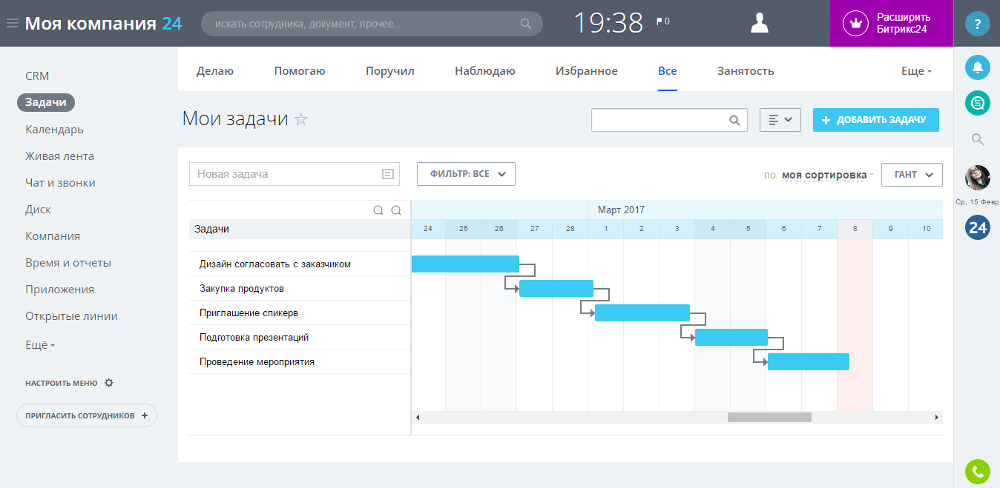 Моя компания 24
искать сотрудника, документ, прочее...
19:38
0
Расширить
Битрикс24
?
CRM
Задачи
Календарь
Живая лента
Чат и звонки
Диск
Компания
Время и отчеты
Приложения
Открытые линии
Ещё
НАСТРОИТЬ МЕНЮ
ПРИГЛАСИТЬ СОТРУДНИКОВ +
Делаю Помогаю Поручил Наблюдаю Избранное Все Занятость Еще
Мои задачи
+ ДОБАВИТЬ ЗАДАЧУ
Новая задача
ФИЛЬТР: ВСЕ
по: моя сортировка
ГАНТ
Март 2017
Задачи
24 25 26 27 28 1 2 3 4 5 6 7 8 9 10
Дизайн согласовать с заказчиком
Закупка продуктов
Приглашение спикерв
Подготовка презентаций
Проведение мероприятия
Ср, 15 Февр
24